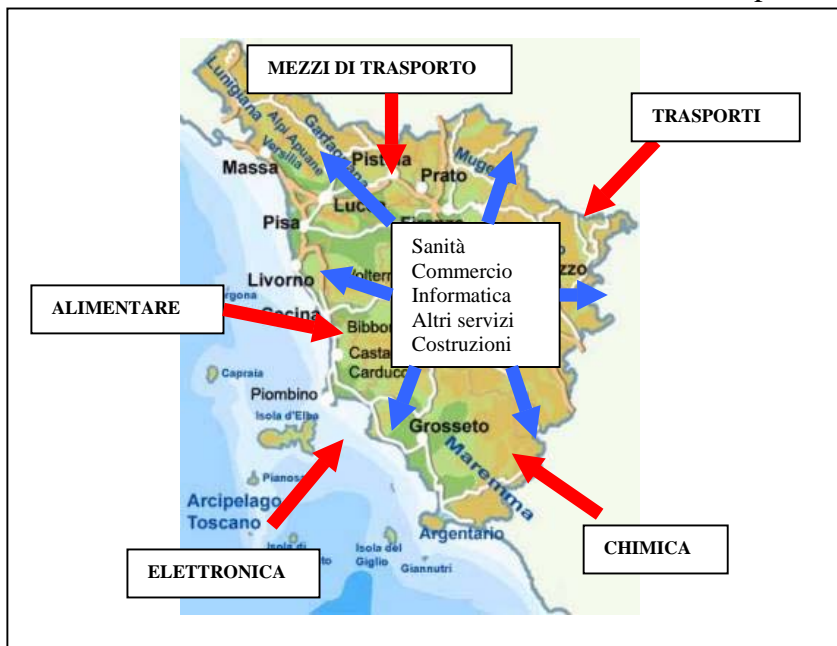 MEZZI DI TRASPORTO
TRASPORTI
Lunigiana
Alpi Apuane
Versilia
Garfagnana
Massa
Pistoia
Prato
Lucca
Pisa
Sanità
Commercio
Informatica
Altri servizi
Costruzioni
Livorno
ALIMENTARE
Capraia
Piombino
Isola d'Elba
Grosseto
Maremma
Pianosa
Arcipelago
Toscano
Argentario
Isola del
Giglio
Giannutri
ELETTRONICA
CHIMICA